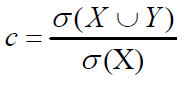 c = σ(X ∪ Y) / σ(X)